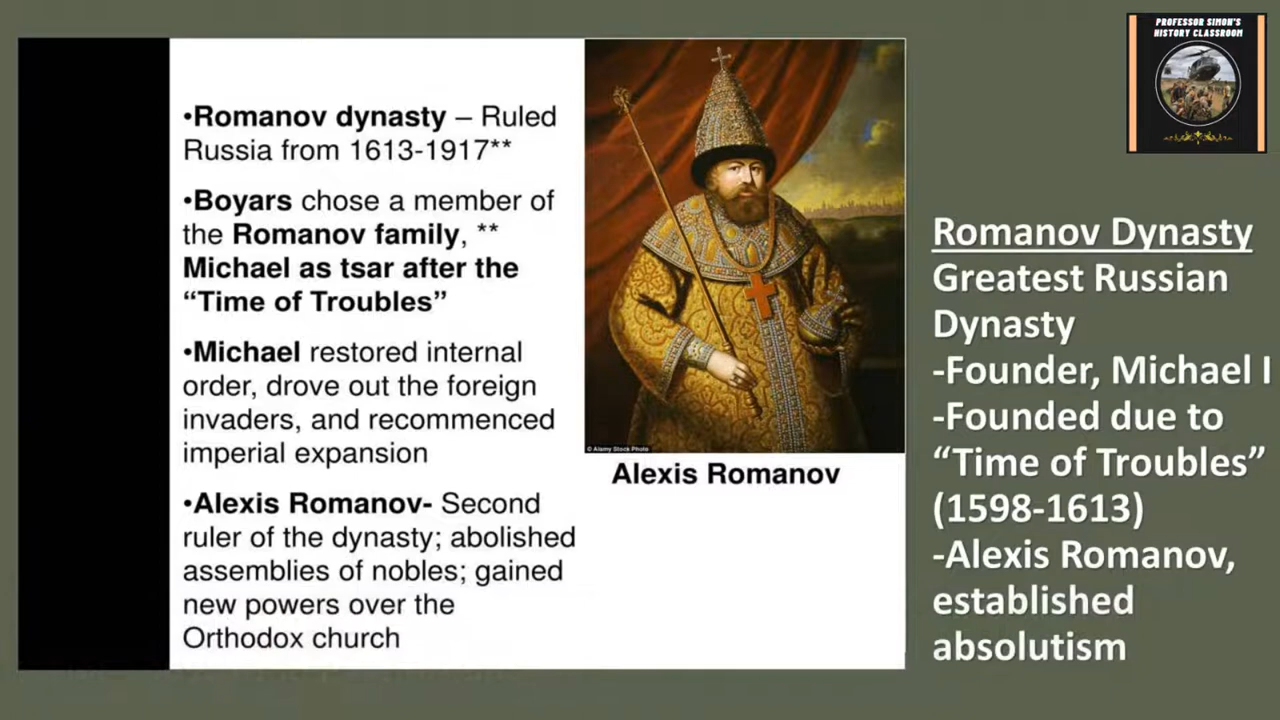 PROFESSOR SIMON'S
HISTORY CLASSROOM
•Romanov dynasty – Ruled
Russia from 1613-1917**
•Boyars chose a member of
the Romanov family, **
Michael as tsar after the
“Time of Troubles”
•Michael restored internal
order, drove out the foreign
invaders, and recommenced
imperial expansion
•Alexis Romanov- Second
ruler of the dynasty; abolished
assemblies of nobles; gained
new powers over the
Orthodox church
© Alamy Stock Photo
Alexis Romanov
Romanov Dynasty
Greatest Russian
Dynasty
-Founder, Michael I
-Founded due to
“Time of Troubles”
(1598-1613)
-Alexis Romanov,
established
absolutism